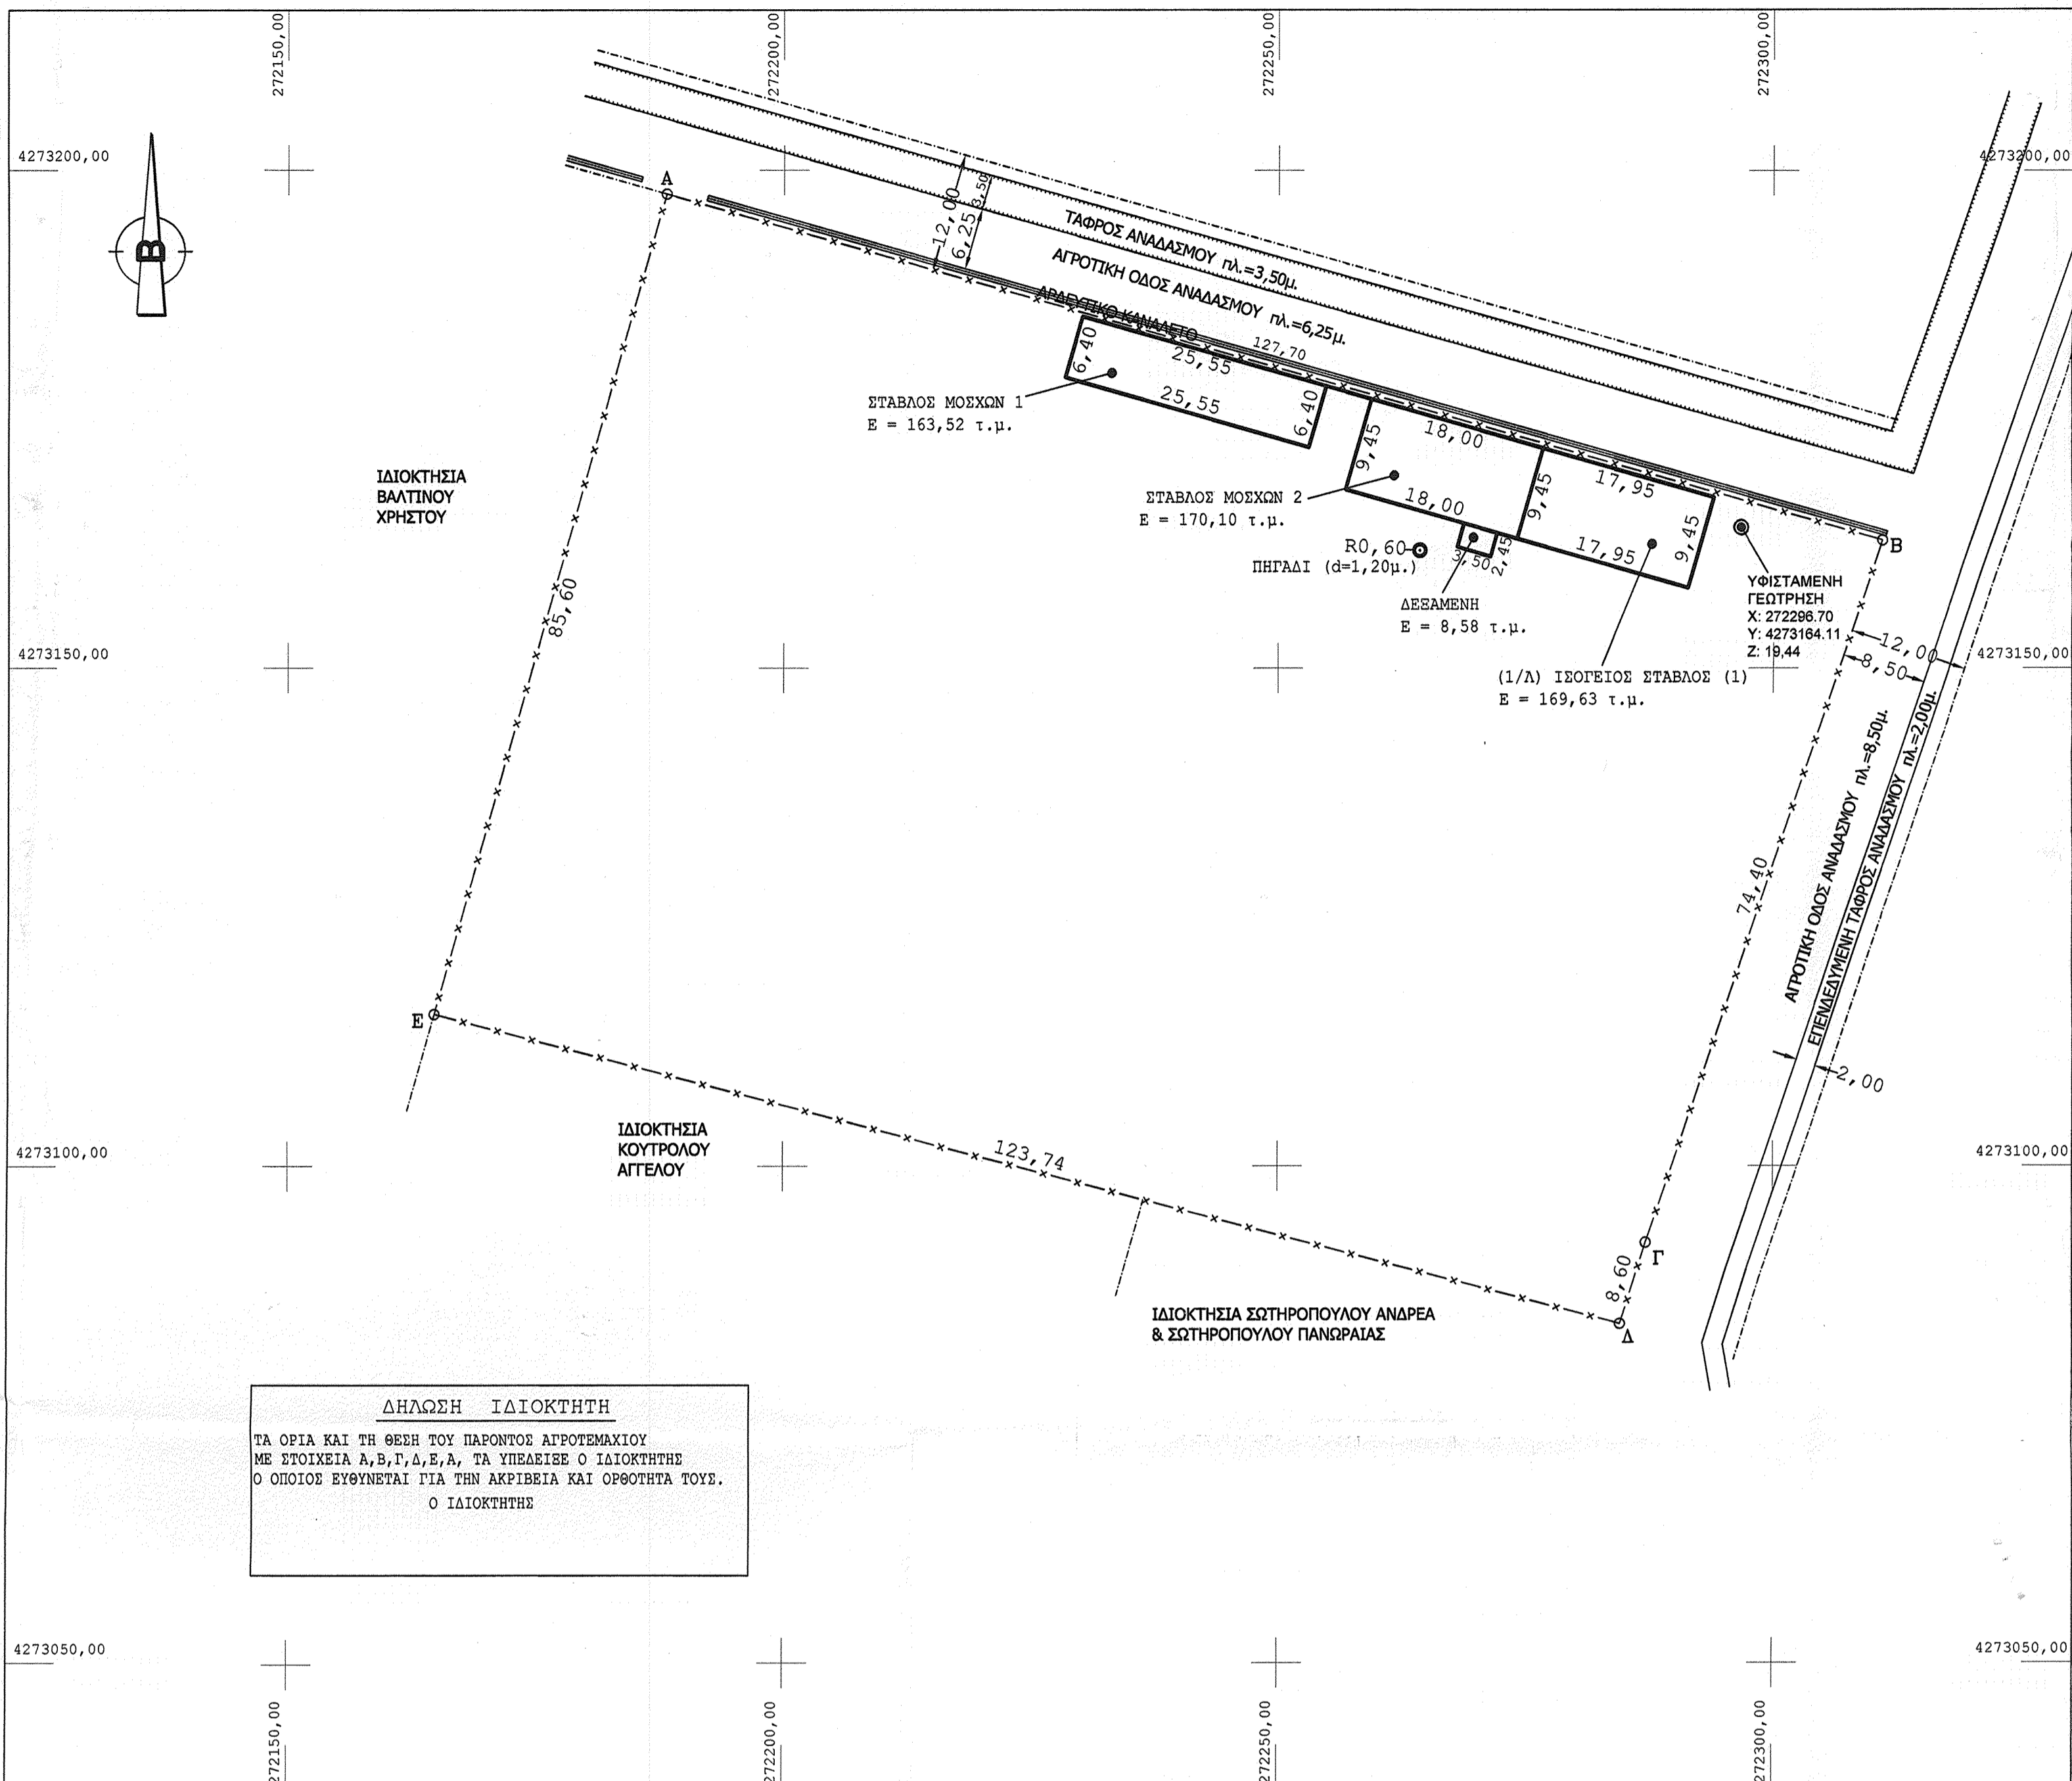 272150,00
272200,00
272250,00
272300,00
4273200,00
4273200,00
Β
Α
12,00
3,50
6,25
ΤΑΦΡΟΣ ΑΝΑΔΑΣΜΟΥ πλ.=3,50μ.
ΑΓΡΟΤΙΚΗ ΟΔΟΣ ΑΝΑΔΑΣΜΟΥ πλ.=6,25μ.
ΑΡΔΕΥΤΙΚΟ ΚΑΝΑΛΕΤΟ
127,70
6,40
25,55
25,55
6,40
ΣΤΑΒΛΟΣ ΜΟΣΧΩΝ 1
Ε = 163,52 τ.μ.
18,00
9,45
18,00
9,45
17,95
17,95
9,45
ΣΤΑΒΛΟΣ ΜΟΣΧΩΝ 2
Ε = 170,10 τ.μ.
ΙΔΙΟΚΤΗΣΙΑ
ΒΑΛΤΙΝΟΥ
ΧΡΗΣΤΟΥ
R0,60
ΠΗΓΑΔΙ (d=1,20μ.)
3,50
2,45
Β
ΔΕΞΑΜΕΝΗ
Ε = 8,58 τ.μ.
ΥΦΙΣΤΑΜΕΝΗ
ΓΕΩΤΡΗΣΗ
Χ: 272296.70
Υ: 4273164.11
Ζ: 19,44
85,60
12,00
8,50
4273150,00
4273150,00
(1/Λ) ΙΣΟΓΕΙΟΣ ΣΤΑΒΛΟΣ (1)
Ε = 169,63 τ.μ.
ΑΓΡΟΤΙΚΗ ΟΔΟΣ ΑΝΑΔΑΣΜΟΥ πλ.=8,50μ.
ΕΠΕΝΔΕΔΥΜΕΝΗ ΤΑΦΡΟΣ ΑΝΑΔΑΣΜΟΥ πλ.=2,00μ.
74,40
Ε
2,00
ΙΔΙΟΚΤΗΣΙΑ
ΚΟΥΤΡΟΛΟΥ
ΑΓΓΕΛΟΥ
123,74
4273100,00
4273100,00
Γ
8,60
Δ
ΙΔΙΟΚΤΗΣΙΑ ΣΩΤΗΡΟΠΟΥΛΟΥ ΑΝΔΡΕΑ
& ΣΩΤΗΡΟΠΟΥΛΟΥ ΠΑΝΩΡΑΙΑΣ
ΔΗΛΩΣΗ ΙΔΙΟΚΤΗΤΗ
ΤΑ ΟΡΙΑ ΚΑΙ ΤΗ ΘΕΣΗ ΤΟΥ ΠΑΡΟΝΤΟΣ ΑΓΡΟΤΕΜΑΧΙΟΥ
ΜΕ ΣΤΟΙΧΕΙΑ Α,Β,Γ,Δ,Ε,Α, ΤΑ ΥΠΕΔΕΙΞΕ Ο ΙΔΙΟΚΤΗΤΗΣ
Ο ΟΠΟΙΟΣ ΕΥΘΥΝΕΤΑΙ ΓΙΑ ΤΗΝ ΑΚΡΙΒΕΙΑ ΚΑΙ ΟΡΘΟΤΗΤΑ ΤΟΥΣ.
Ο ΙΔΙΟΚΤΗΤΗΣ
4273050,00
4273050,00
272150,00
272200,00
272250,00
272300,00